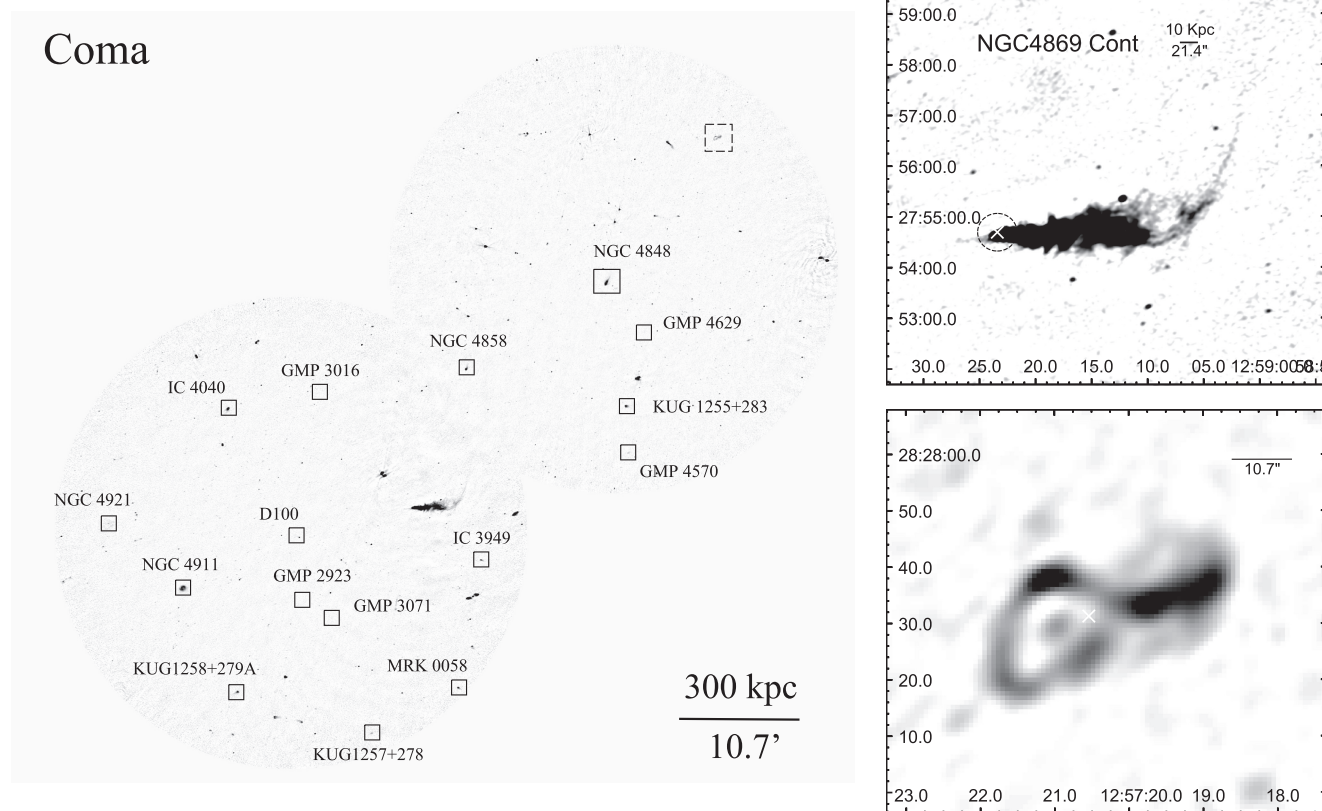 Coma
NGC 4848
GMP 4629
NGC 4858
GMP 3016
IC 4040
KUG 1255+283
GMP 4570
NGC 4921
D100
IC 3949
NGC 4911
GMP 2923
GMP 3071
KUG1258+279A
MRK 0058
KUG1257+278
300 kpc
10.7’
NGC4869 Cont
10 Kpc
21.4"
59:00.0
58:00.0
57:00.0
56:00.0
27:55:00.0
54:00.0
53:00.0
30.0 25.0 20.0 15.0 10.0 05.0 12:59:00.0
10.7"
28:28:00.0
50.0
40.0
30.0
20.0
10.0
23.0 22.0 21.0 12:57:20.0 19.0 18.0